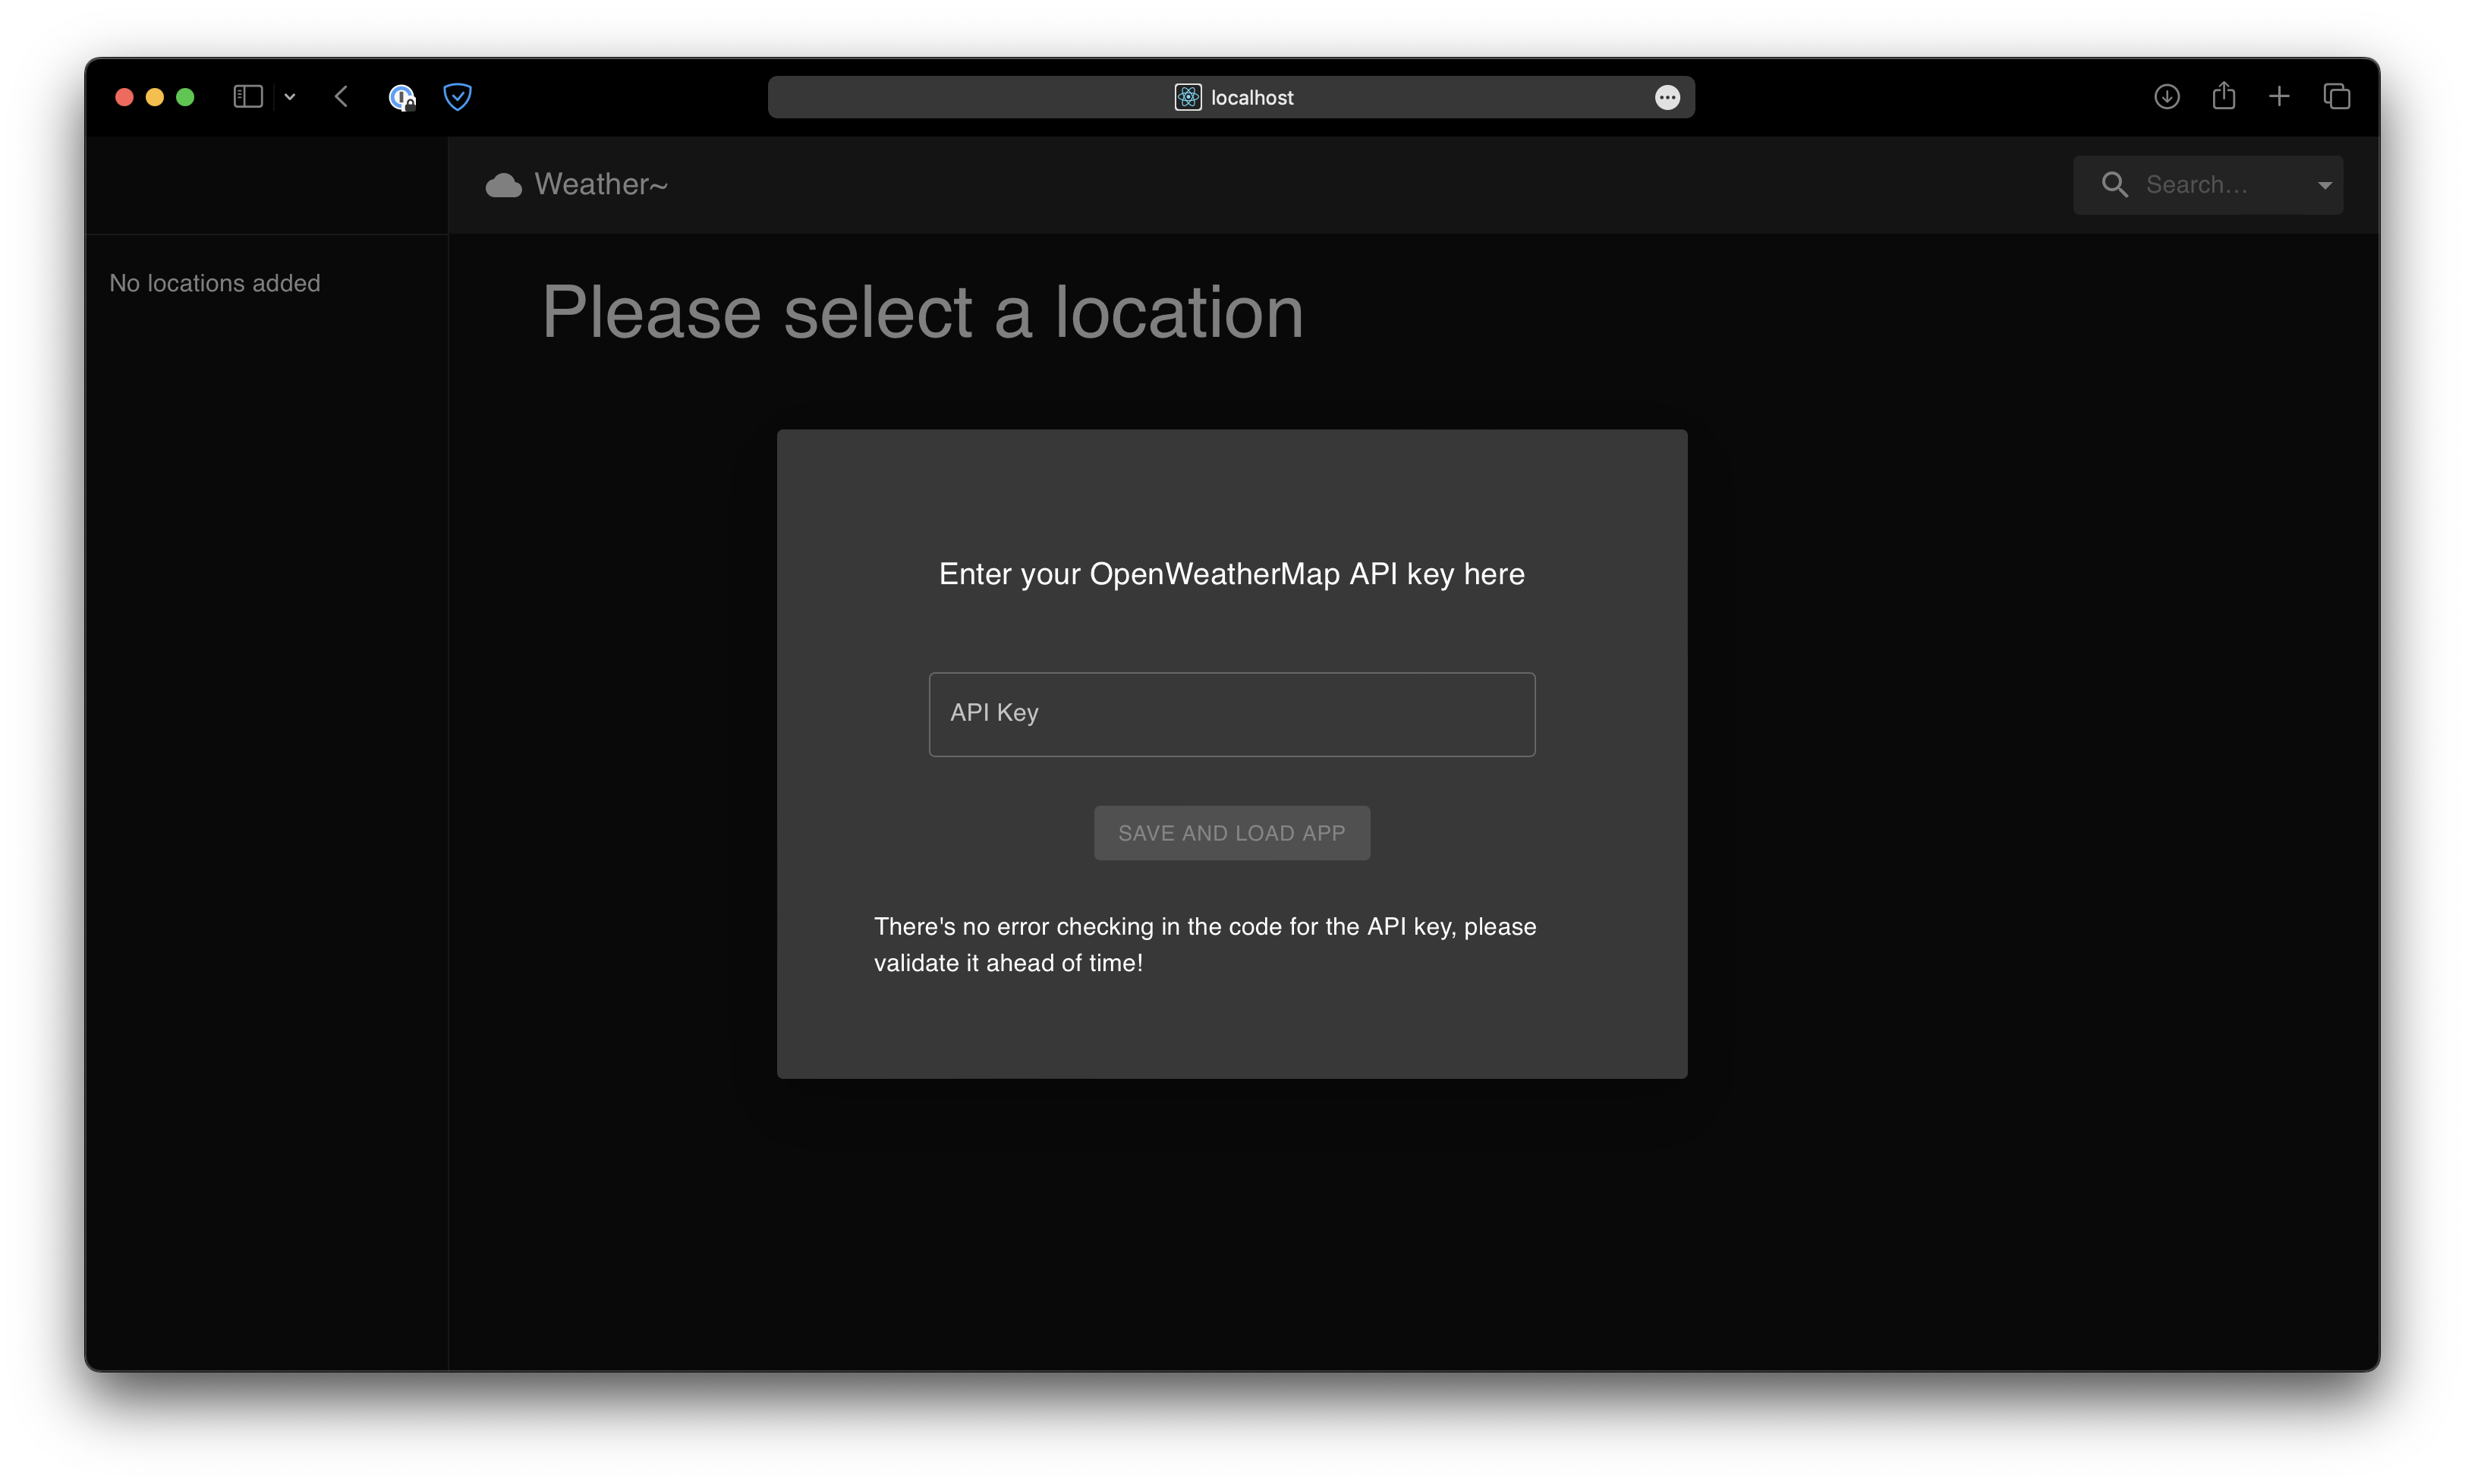 localhost
Weather~
Search…
No locations added
Please select a location
Enter your OpenWeatherMap API key here
API Key
SAVE AND LOAD APP
There's no error checking in the code for the API key, please
validate it ahead of time!